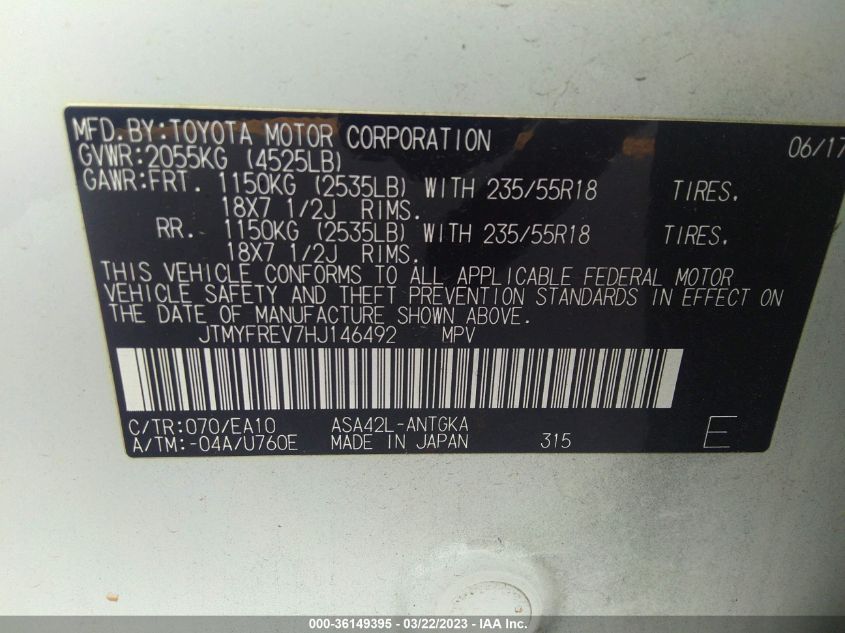 MFD.BY:TOYOTA MOTOR CORPORATION 06/17
GVWR:2055KG (4525LB)
GAWR:FRT. 1150KG (2535LB) WITH 235/55R18 TIRES.
18X7 1/2J RIMS.
RR. 1150KG (2535LB) WITH 235/55R18 TIRES.
18X7 1/2J RIMS.
THIS VEHICLE CONFORMS TO ALL APPLICABLE FEDERAL MOTOR
VEHICLE SAFETY AND THEFT PREVENTION STANDARDS IN EFFECT ON
THE DATE OF MANUFACTURE SHOWN ABOVE.
JTMYFREV7HJ146492 MPV
C/TR:070/EA10 ASA42L-ANTGKA
A/TM:-04A/U760E MADE IN JAPAN 315 E
000-36149395 - 03/22/2023 - IAA Inc.